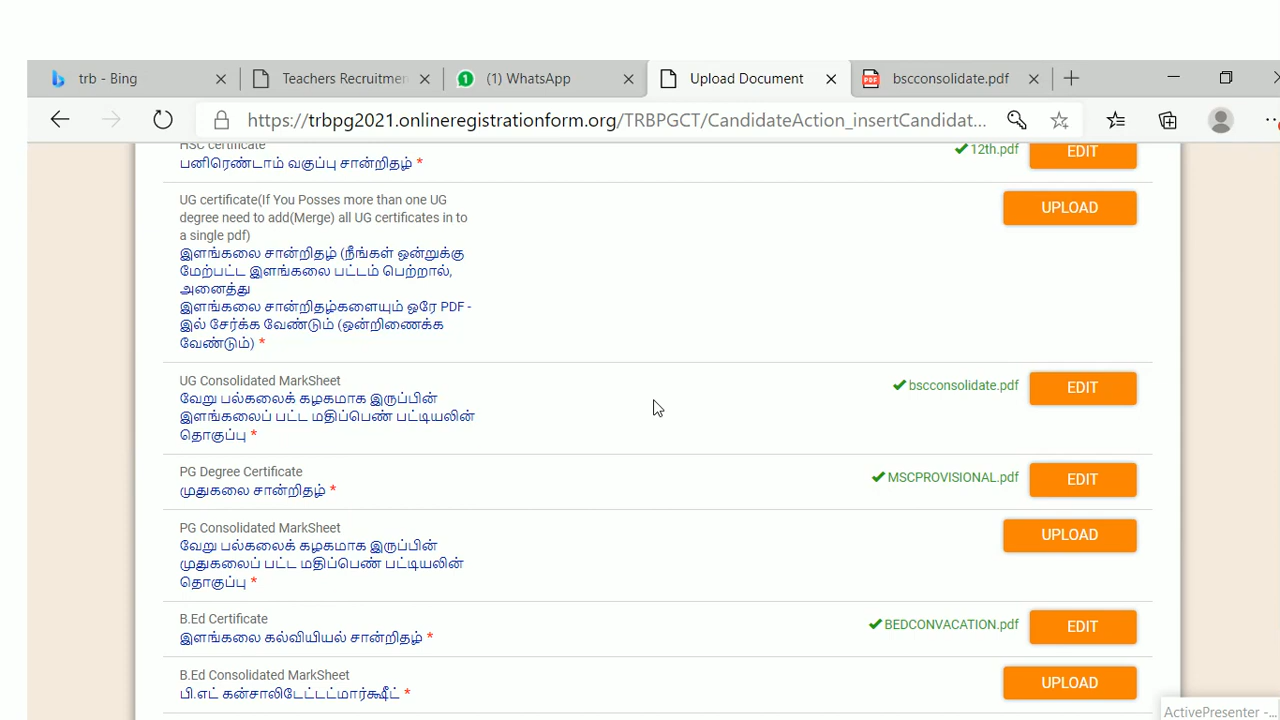 trb - Bing
Teachers Recruitmen
(1) WhatsApp
Upload Document
PDF
bscconsolidate.pdf
https://trbpg2021.onlineregistrationform.org/TRBPGCT/CandidateAction_insertCandidat...
HSC certificate
பனிரெண்டாம் வகுப்பு சான்றிதழ் *
12th.pdf
EDIT
UG certificate(If You Posses more than one UG
degree need to add(Merge) all UG certificates in to
a single pdf)
இளங்கலை சான்றிதழ் (நீங்கள் ஒன்றுக்கு
மேற்பட்ட இளங்கலை பட்டம் பெற்றால்,
அனைத்து
இளங்கலை சான்றிதழ்களையும் ஒரே PDF -
இல் சேர்க்க வேண்டும் (ஒன்றிணைக்க
வேண்டும்) *
UPLOAD
UG Consolidated MarkSheet
வேறு பல்கலைக் கழகமாக இருப்பின்
இளங்கலைப் பட்ட மதிப்பெண் பட்டியலின்
தொகுப்பு *
bscconsolidate.pdf
EDIT
PG Degree Certificate
முதுகலை சான்றிதழ் *
MSCPROVISIONAL.pdf
EDIT
PG Consolidated MarkSheet
வேறு பல்கலைக் கழகமாக இருப்பின்
முதுகலைப் பட்ட மதிப்பெண் பட்டியலின்
தொகுப்பு *
UPLOAD
B.Ed Certificate
இளங்கலை கல்வியியல் சான்றிதழ் *
BEDCONVACATION.pdf
EDIT
B.Ed Consolidated MarkSheet
பி.எட் கன்சாலிடேட்டட்மார்க்ஷீட் *
UPLOAD
ActivePresenter -...